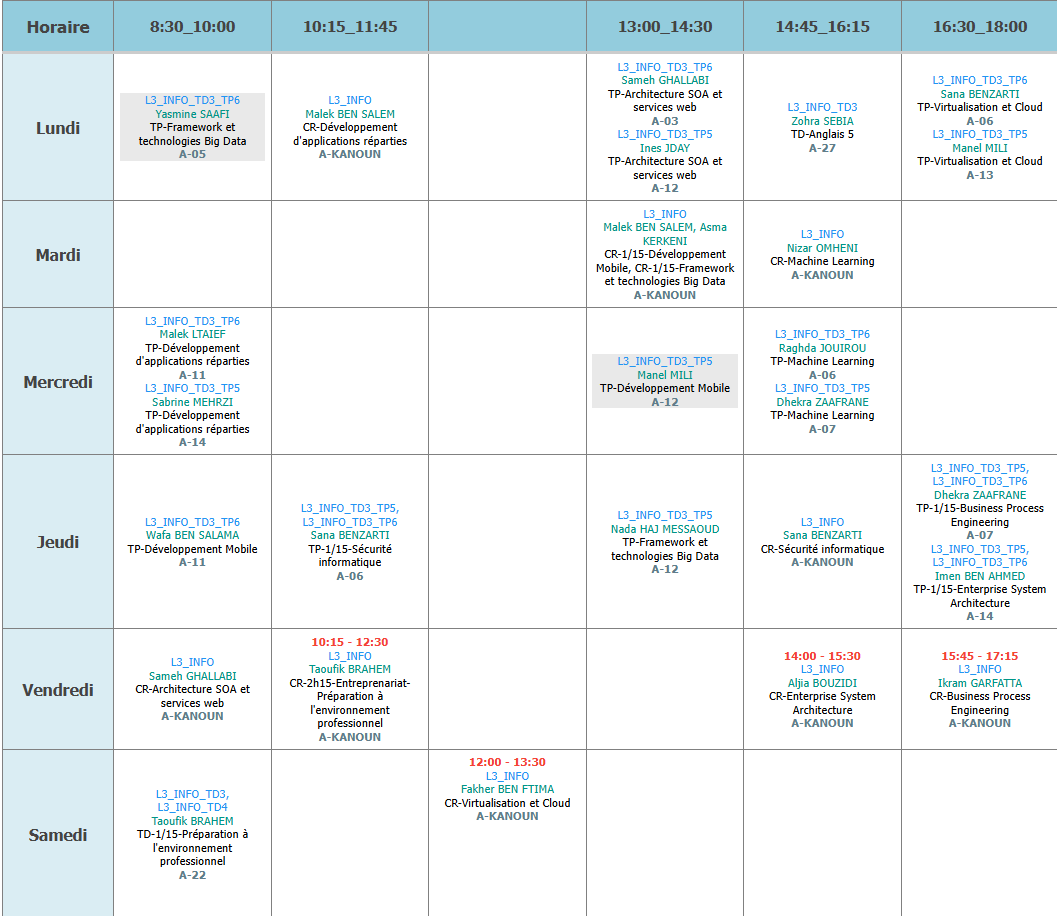 Horaire
8:30_10:00
10:15_11:45
13:00_14:30
14:45_16:15
16:30_18:00
Lundi
L3_INFO_TD3_TP6
Yasmine SAAFI
TP-Framework et
technologies Big Data
A-05
L3_INFO
Malek BEN SALEM
CR-Développement
d'applications réparties
A-KANOUN
L3_INFO_TD3_TP6
Sameh GHALLABI
TP-Architecture SOA et
services web
A-03
L3_INFO_TD3_TP5
Ines JDAY
TP-Architecture SOA et
services web
A-12
L3_INFO_TD3
Zohra SEBIA
TD-Anglais 5
A-27
L3_INFO_TD3_TP6
Sana BENZARTI
TP-Virtualisation et Cloud
A-06
L3_INFO_TD3_TP5
Manel MILI
TP-Virtualisation et Cloud
A-13
Mardi
L3_INFO
Malek BEN SALEM, Asma
KERKENI
CR-1/15-Développement
Mobile, CR-1/15-Framework
et technologies Big Data
A-KANOUN
L3_INFO
Nizar OMHENI
CR-Machine Learning
A-KANOUN
Mercredi
L3_INFO_TD3_TP6
Malek LTAIEF
TP-Développement
d'applications réparties
A-11
L3_INFO_TD3_TP5
Sabrine MEHRZI
TP-Développement
d'applications réparties
A-14
L3_INFO_TD3_TP5
Manel MILI
TP-Développement Mobile
A-12
L3_INFO_TD3_TP6
Raghda JOUIROU
TP-Machine Learning
A-06
L3_INFO_TD3_TP5
Dhekra ZAAFRANE
TP-Machine Learning
A-07
Jeudi
L3_INFO_TD3_TP6
Wafa BEN SALAMA
TP-Développement Mobile
A-11
L3_INFO_TD3_TP5,
L3_INFO_TD3_TP6
Sana BENZARTI
TP-1/15-Sécurité
informatique
A-06
L3_INFO_TD3_TP5
Nada HAJ MESSAOUD
TP-Framework et
technologies Big Data
A-12
L3_INFO
Sana BENZARTI
CR-Sécurité informatique
A-KANOUN
L3_INFO_TD3_TP5,
L3_INFO_TD3_TP6
Dhekra ZAAFRANE
TP-1/15-Business Process
Engineering
A-07
L3_INFO_TD3_TP5,
L3_INFO_TD3_TP6
Imen BEN AHMED
TP-1/15-Enterprise System
Architecture
A-14
Vendredi
L3_INFO
Sameh GHALLABI
CR-Architecture SOA et
services web
A-KANOUN
10:15 - 12:30
L3_INFO
Taoufik BRAHEM
CR-2h15-Entreprenariat-
Préparation à
l'environnement
professionnel
A-KANOUN
14:00 - 15:30
L3_INFO
Aljia BOUZIDI
CR-Enterprise System
Architecture
A-KANOUN
15:45 - 17:15
L3_INFO
Ikram GARFATTA
CR-Business Process
Engineering
A-KANOUN
Samedi
L3_INFO_TD3,
L3_INFO_TD4
Taoufik BRAHEM
TD-1/15-Préparation à
l'environnement
professionnel
A-22
12:00 - 13:30
L3_INFO
Fakher BEN FTIMA
CR-Virtualisation et Cloud
A-KANOUN